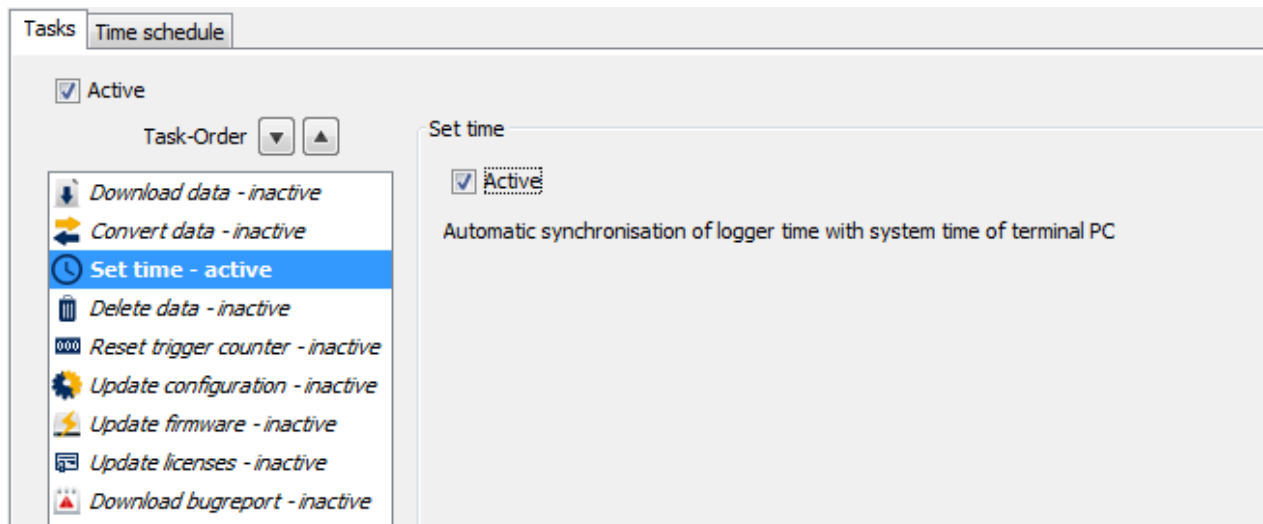 Tasks Time schedule
Active
Task-Order
Set time
Active
Automatic synchronisation of logger time with system time of terminal PC
Download data - inactive
Convert data - inactive
Set time - active
Delete data - inactive
000 Reset trigger counter - inactive
Update configuration - inactive
Update firmware - inactive
Update licenses - inactive
Download bugreport - inactive